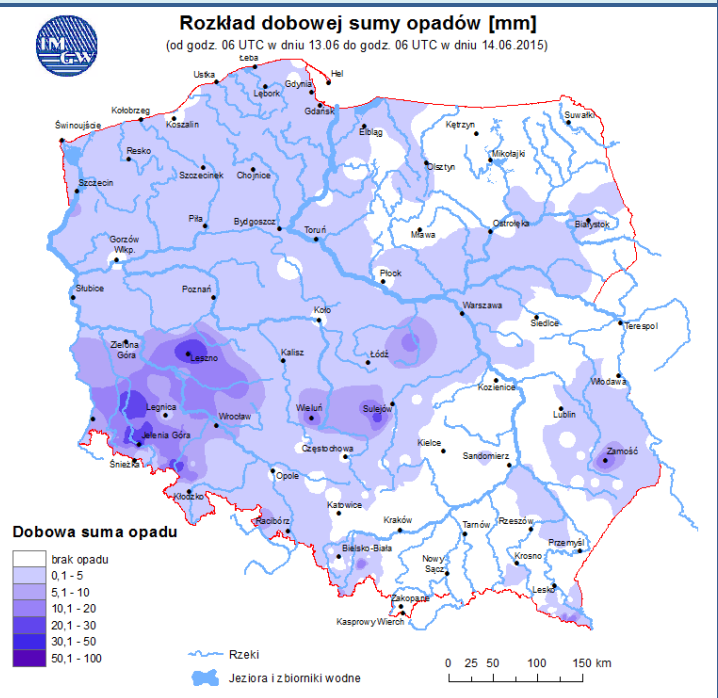 Rozkład dobowej sumy opadów [mm]
(od godz. 06 UTC w dniu 13.06 do godz. 06 UTC w dniu 14.06.2015)
IM
GW
Łeba
Ustka
Hel
Lębork
Gdynia
Gdańsk
Kołobrzeg
Koszalin
Świnoujście
Elbląg
Kętrzyn
Suwałki
Resko
Mikołajki
Olsztyn
Szczecinek
Chojnice
Szczecin
Piła
Bydgoszcz
Toruń
Mława
Ostrołęka
Białystok
Gorzów
Wlkp.
Płock
Słubice
Poznań
Koło
Warszawa
Siedlce
Terespol
Zielona
Góra
Leszno
Kalisz
Łódź
Kozienice
Włodawa
Legnica
Wrocław
Wieluń
Sulejów
Lublin
Jelenia Góra
Śnieżka
Częstochowa
Kielce
Sandomierz
Zamość
Kłodzko
Opole
Katowice
Racibórz
Kraków
Tarnów
Rzeszów
Bielsko-Biała
Nowy
Sącz
Przemyśl
Krosno
Lesko
Zakopane
Kasprowy Wierch
Dobowa suma opadu
brak opadu
0,1 - 5
5,1 - 10
10,1 - 20
20,1 - 30
30,1 - 50
50,1 - 100
Rzeki
Jeziora i zbiorniki wodne
0 25 50 100 150 km